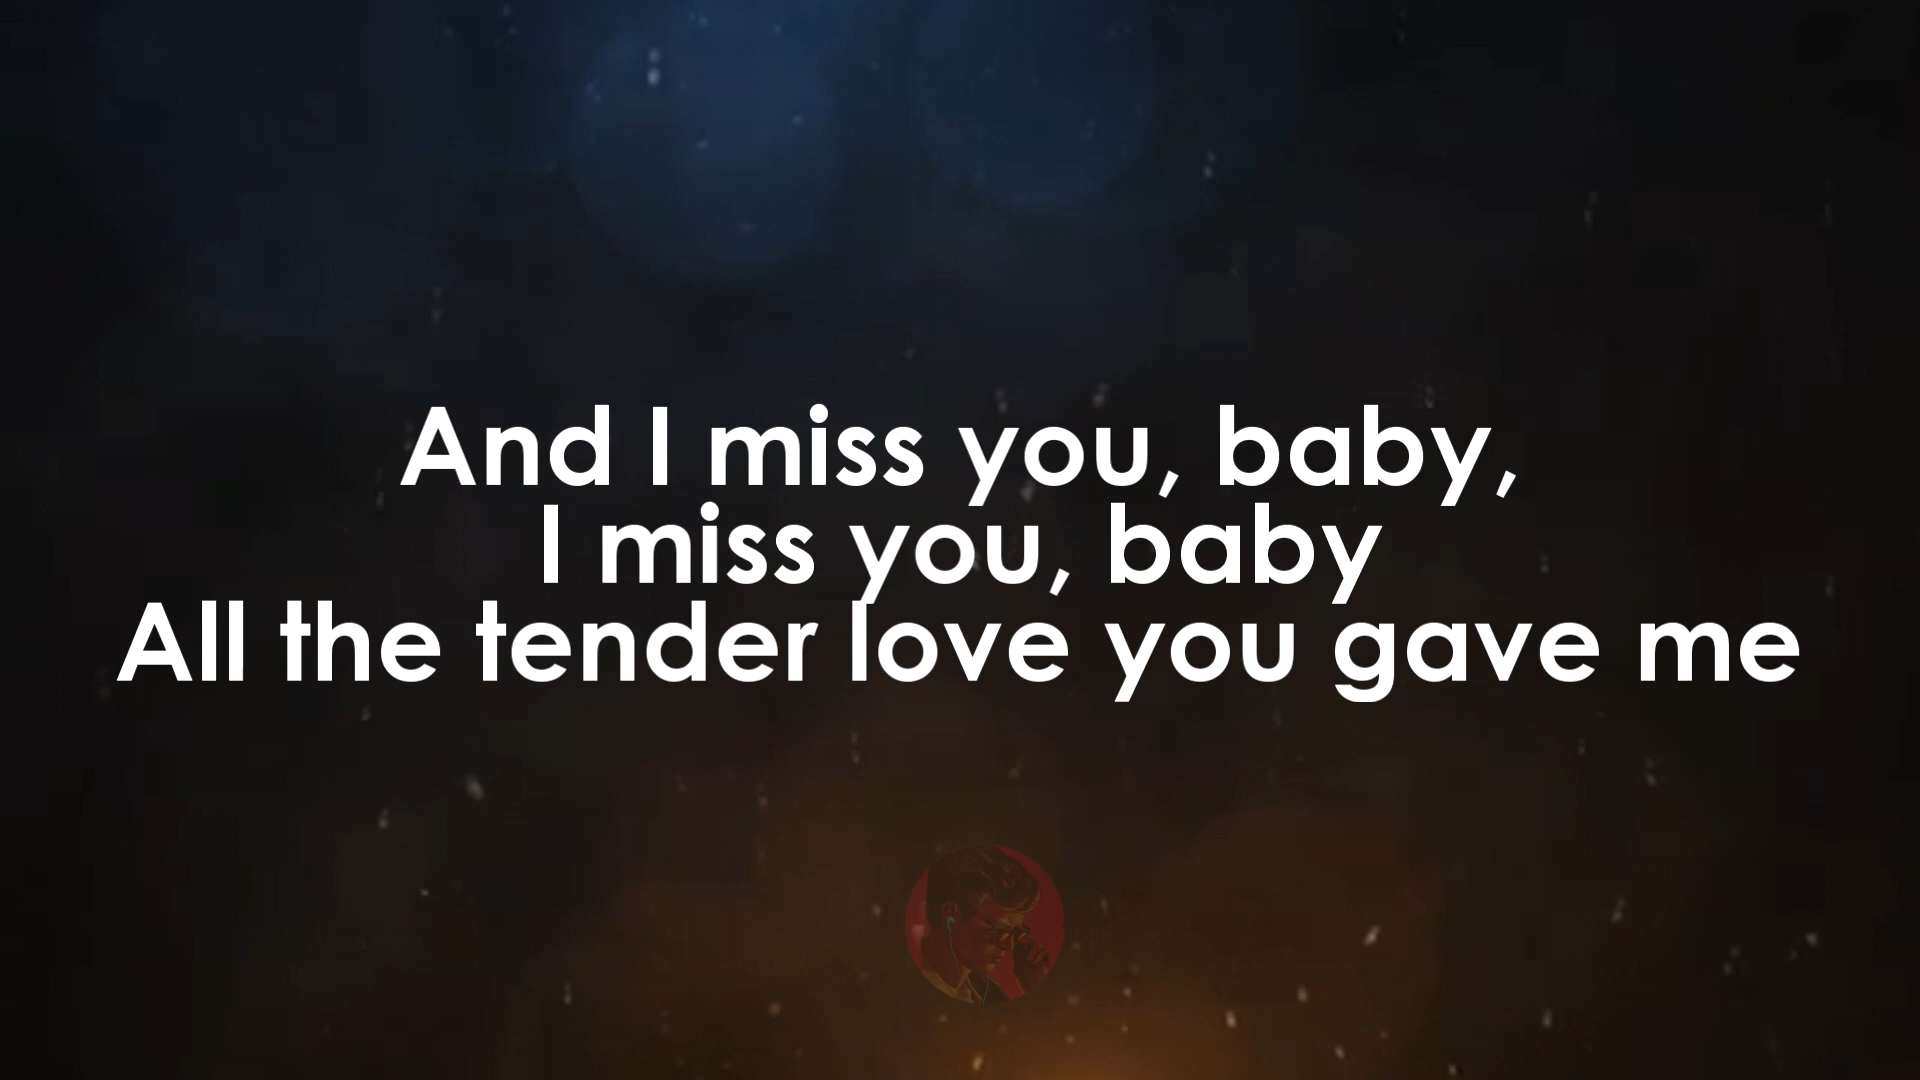 And I miss you, baby,
I miss you, baby
All the tender love you gave me